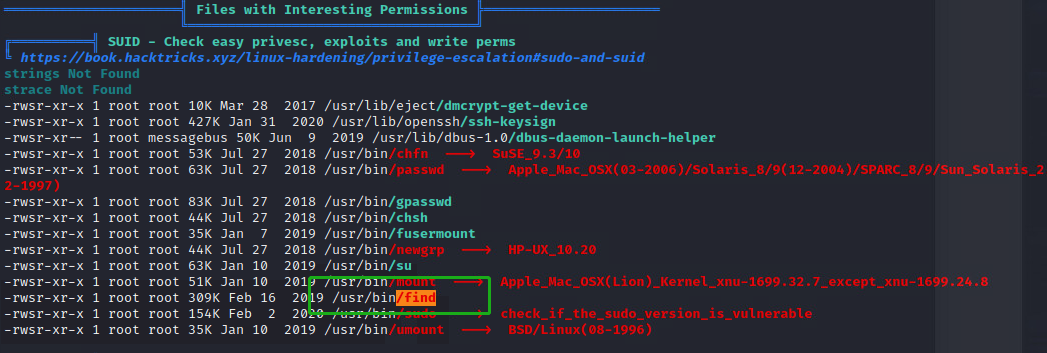 Files with Interesting Permissions
SUID - Check easy privesc, exploits and write perms
https://book.hacktricks.xyz/linux-hardening/privilege-escalation#sudo-and-suid
strings Not Found
strace Not Found
-rwsr-xr-x 1 root root 10K Mar 28  2017 /usr/lib/eject/dmcrypt-get-device
-rwsr-xr-x 1 root root 427K Jan 31  2020 /usr/lib/openssh/ssh-keysign
-rwsr-xr-- 1 root messagebus 50K Jun  9  2019 /usr/lib/dbus-1.0/dbus-daemon-launch-helper
-rwsr-xr-x 1 root root 53K Jul 27  2018 /usr/bin/chfn  --->  SuSE_9.3/10
-rwsr-xr-x 1 root root 63K Jul 27  2018 /usr/bin/passwd  --->  Apple_Mac_OSX(03-2006)/Solaris_8/9(12-2004)/SPARC_8/9/Sun_Solaris_2
2-1997)
-rwsr-xr-x 1 root root 83K Jul 27  2018 /usr/bin/gpasswd
-rwsr-xr-x 1 root root 44K Jul 27  2018 /usr/bin/chsh
-rwsr-xr-x 1 root root 35K Jan  7  2019 /usr/bin/fusermount
-rwsr-xr-x 1 root root 44K Jul 27  2018 /usr/bin/newgrp  --->  HP-UX_10.20
-rwsr-xr-x 1 root root 63K Jan 10  2019 /usr/bin/su
-rwsr-xr-x 1 root root 51K Jan 10  2019 /usr/bin/mount  --->  Apple_Mac_OSX(Lion)_Kernel_xnu-1699.32.7_except_xnu-1699.24.8
-rwsr-xr-x 1 root root 309K Feb 16  2019 /usr/bin/find
-rwsr-xr-x 1 root root 154K Feb  2  2020 /usr/bin/sudo  --->  check_if_the_sudo_version_is_vulnerable
-rwsr-xr-x 1 root root 35K Jan 10  2019 /usr/bin/umount  --->  BSD/Linux(08-1996)